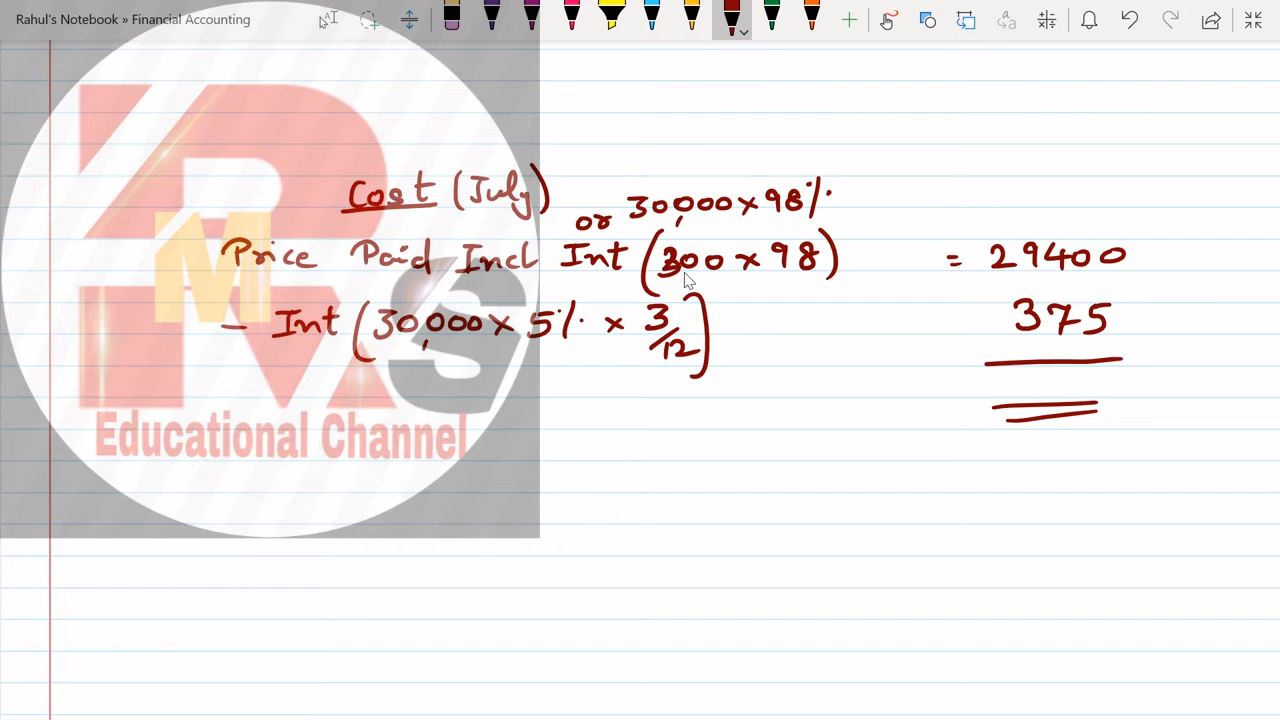 Rahul's Notebook » Financial Accounting
RMS
Educational Channel
Cost (July)
or 30,000 × 98%
Price Paid Incl Int (300 × 98) = 29400
- Int (30,000 × 5% × 3/12) 375